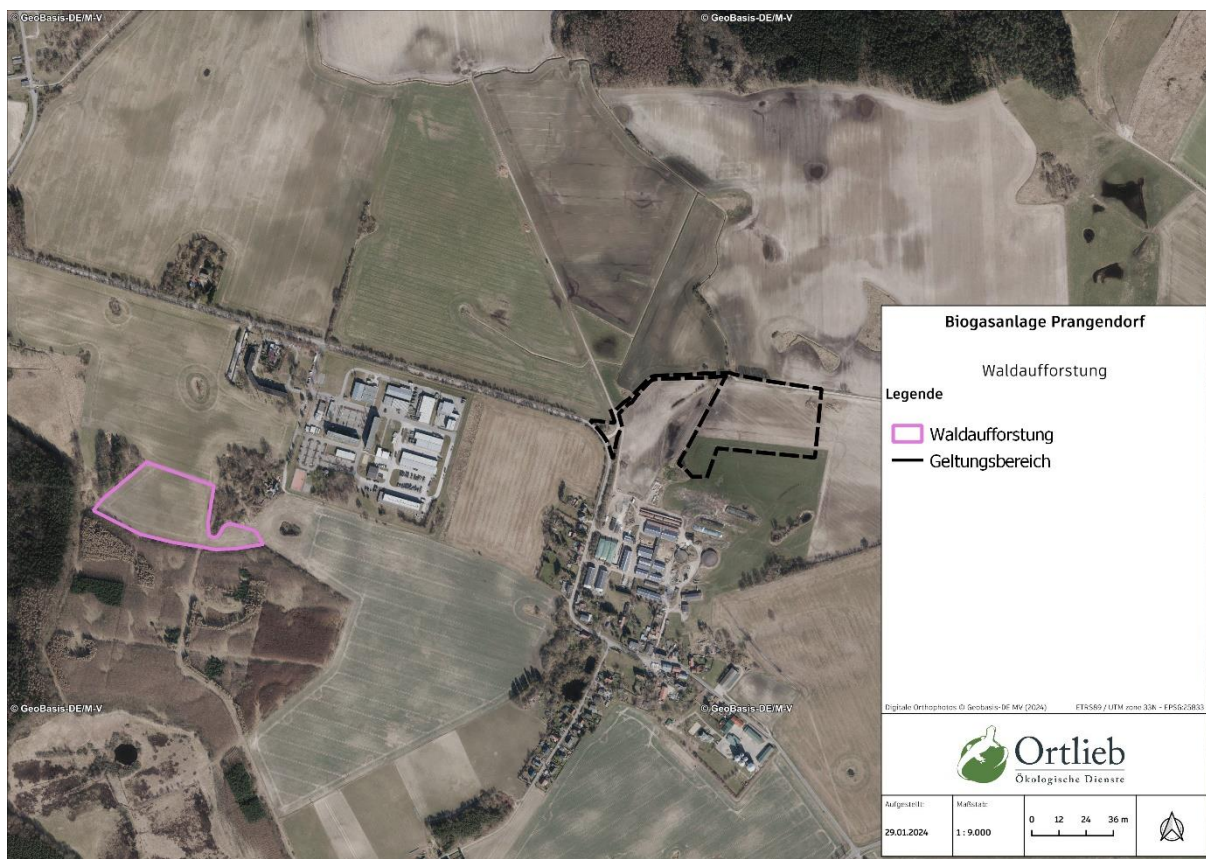 © GeoBasis-DE/M-V
© GeoBasis-DE/M-V
Biogasanlage Prangendorf
Waldaufforstung
Legende
Waldaufforstung
Geltungsbereich
© GeoBasis-DE/M-V
© GeoBasis-DE/M-V
Digitale Orthophotos © Geobasis-DE MV (2024) ETRS89 / UTM zone 33N - EPSG:25833
Ortlieb
Ökologische Dienste
Aufgestellt:
29.01.2024
Maßstab:
1 : 9.000
0 12 24 36 m